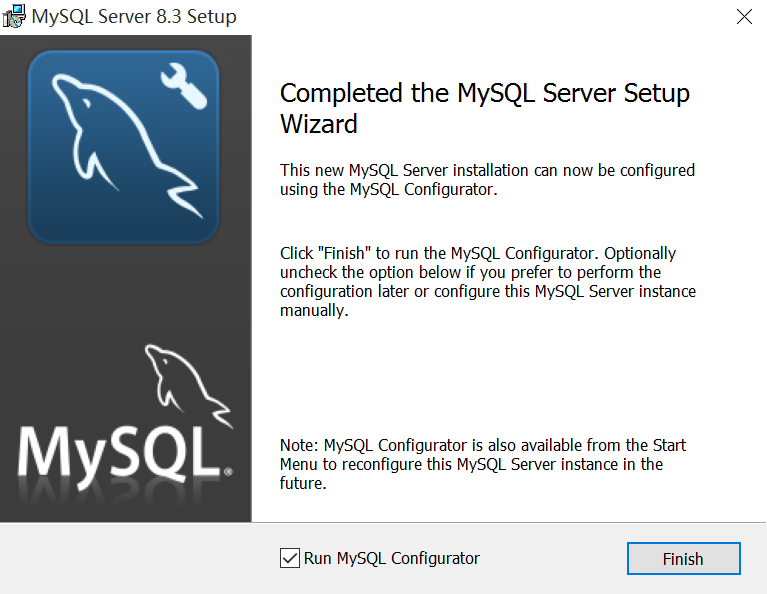 MySQL Server 8.3 Setup
Completed the MySQL Server Setup
Wizard
This new MySQL Server installation can now be configured
using the MySQL Configurator.
Click "Finish" to run the MySQL Configurator. Optionally
uncheck the option below if you prefer to perform the
configuration later or configure this MySQL Server instance
manually.
MySQL®
Note: MySQL Configurator is also available from the Start
Menu to reconfigure this MySQL Server instance in the
future.
Run MySQL Configurator
Finish